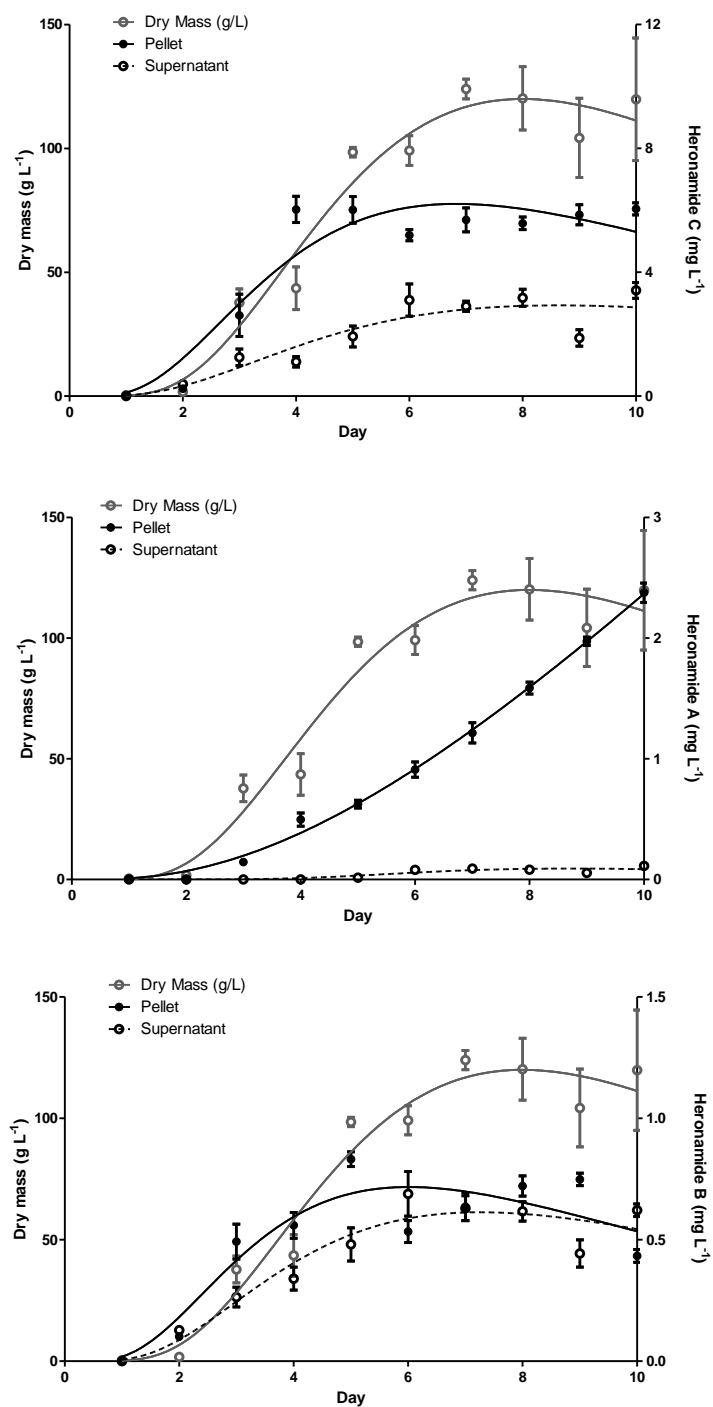 Dry Mass (g/L)
Pellet
Supernatant
150
100
50
0
12
8
4
0
Dry mass (g L-1)
Heronamide C (mg L-1)
0 2 4 6 8 10
Day
Dry Mass (g/L)
Pellet
Supernatant
150
100
50
0
3
2
1
0
Dry mass (g L-1)
Heronamide A (mg L-1)
0 2 4 6 8 10
Day
Dry Mass (g/L)
Pellet
Supernatant
150
100
50
0
1.5
1.0
0.5
0.0
Dry mass (g L-1)
Heronamide B (mg L-1)
0 2 4 6 8 10
Day